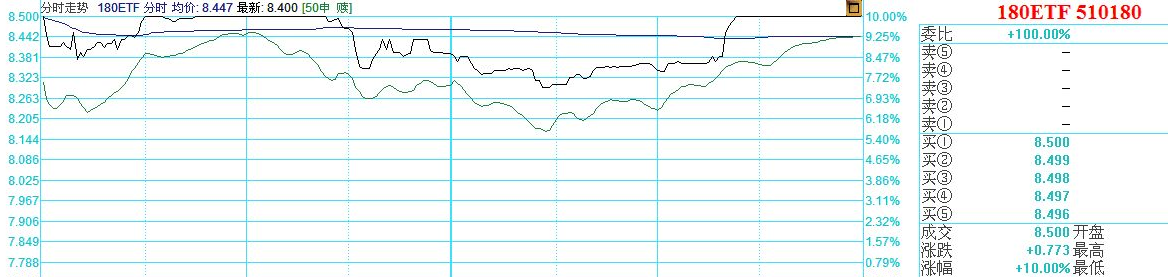 分时走势 180ETF 分时 均价: 8.447 最新: 8.400 [50申 赎]
8.500
8.442
8.381
8.323
8.263
8.205
8.144
8.086
8.025
7.967
7.906
7.849
7.788
10.00%
9.25%
8.47%
7.72%
6.93%
6.18%
5.40%
4.65%
3.86%
3.11%
2.32%
1.57%
0.79%
180ETF 510180
委比 +100.00%
卖⑤ –
卖④ –
卖③ –
卖② –
卖① –
买① 8.500
买② 8.499
买③ 8.498
买④ 8.497
买⑤ 8.496
成交 8.500 开盘
涨跌 +0.773 最高
涨幅 +10.00% 最低